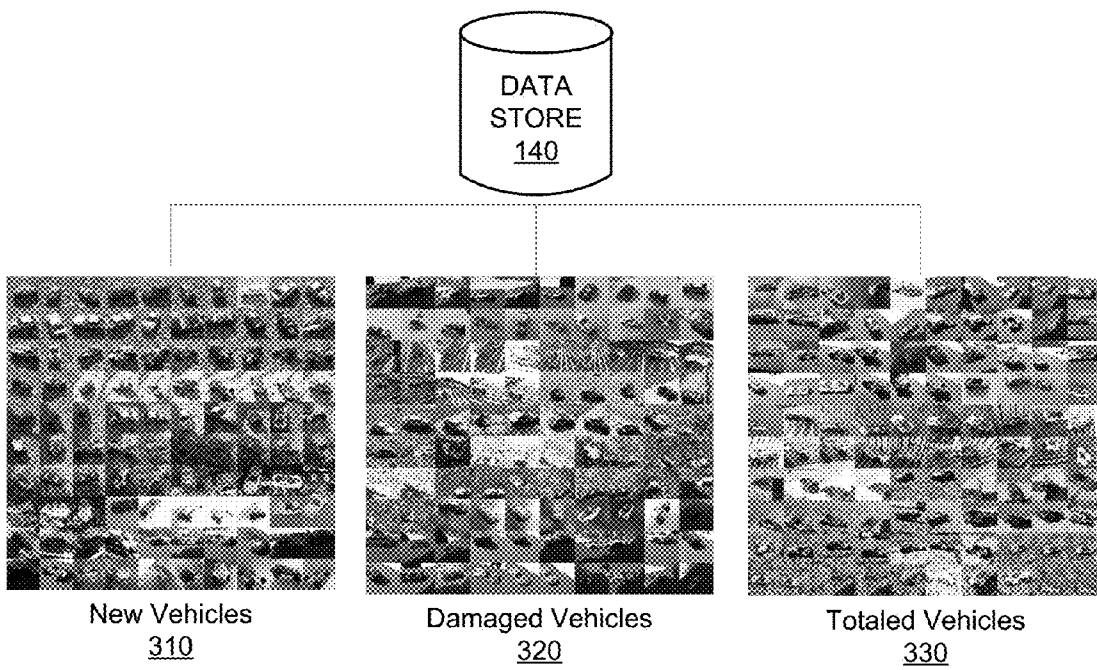 DATA
STORE
140
New Vehicles
310
Damaged Vehicles
320
Totaled Vehicles
330